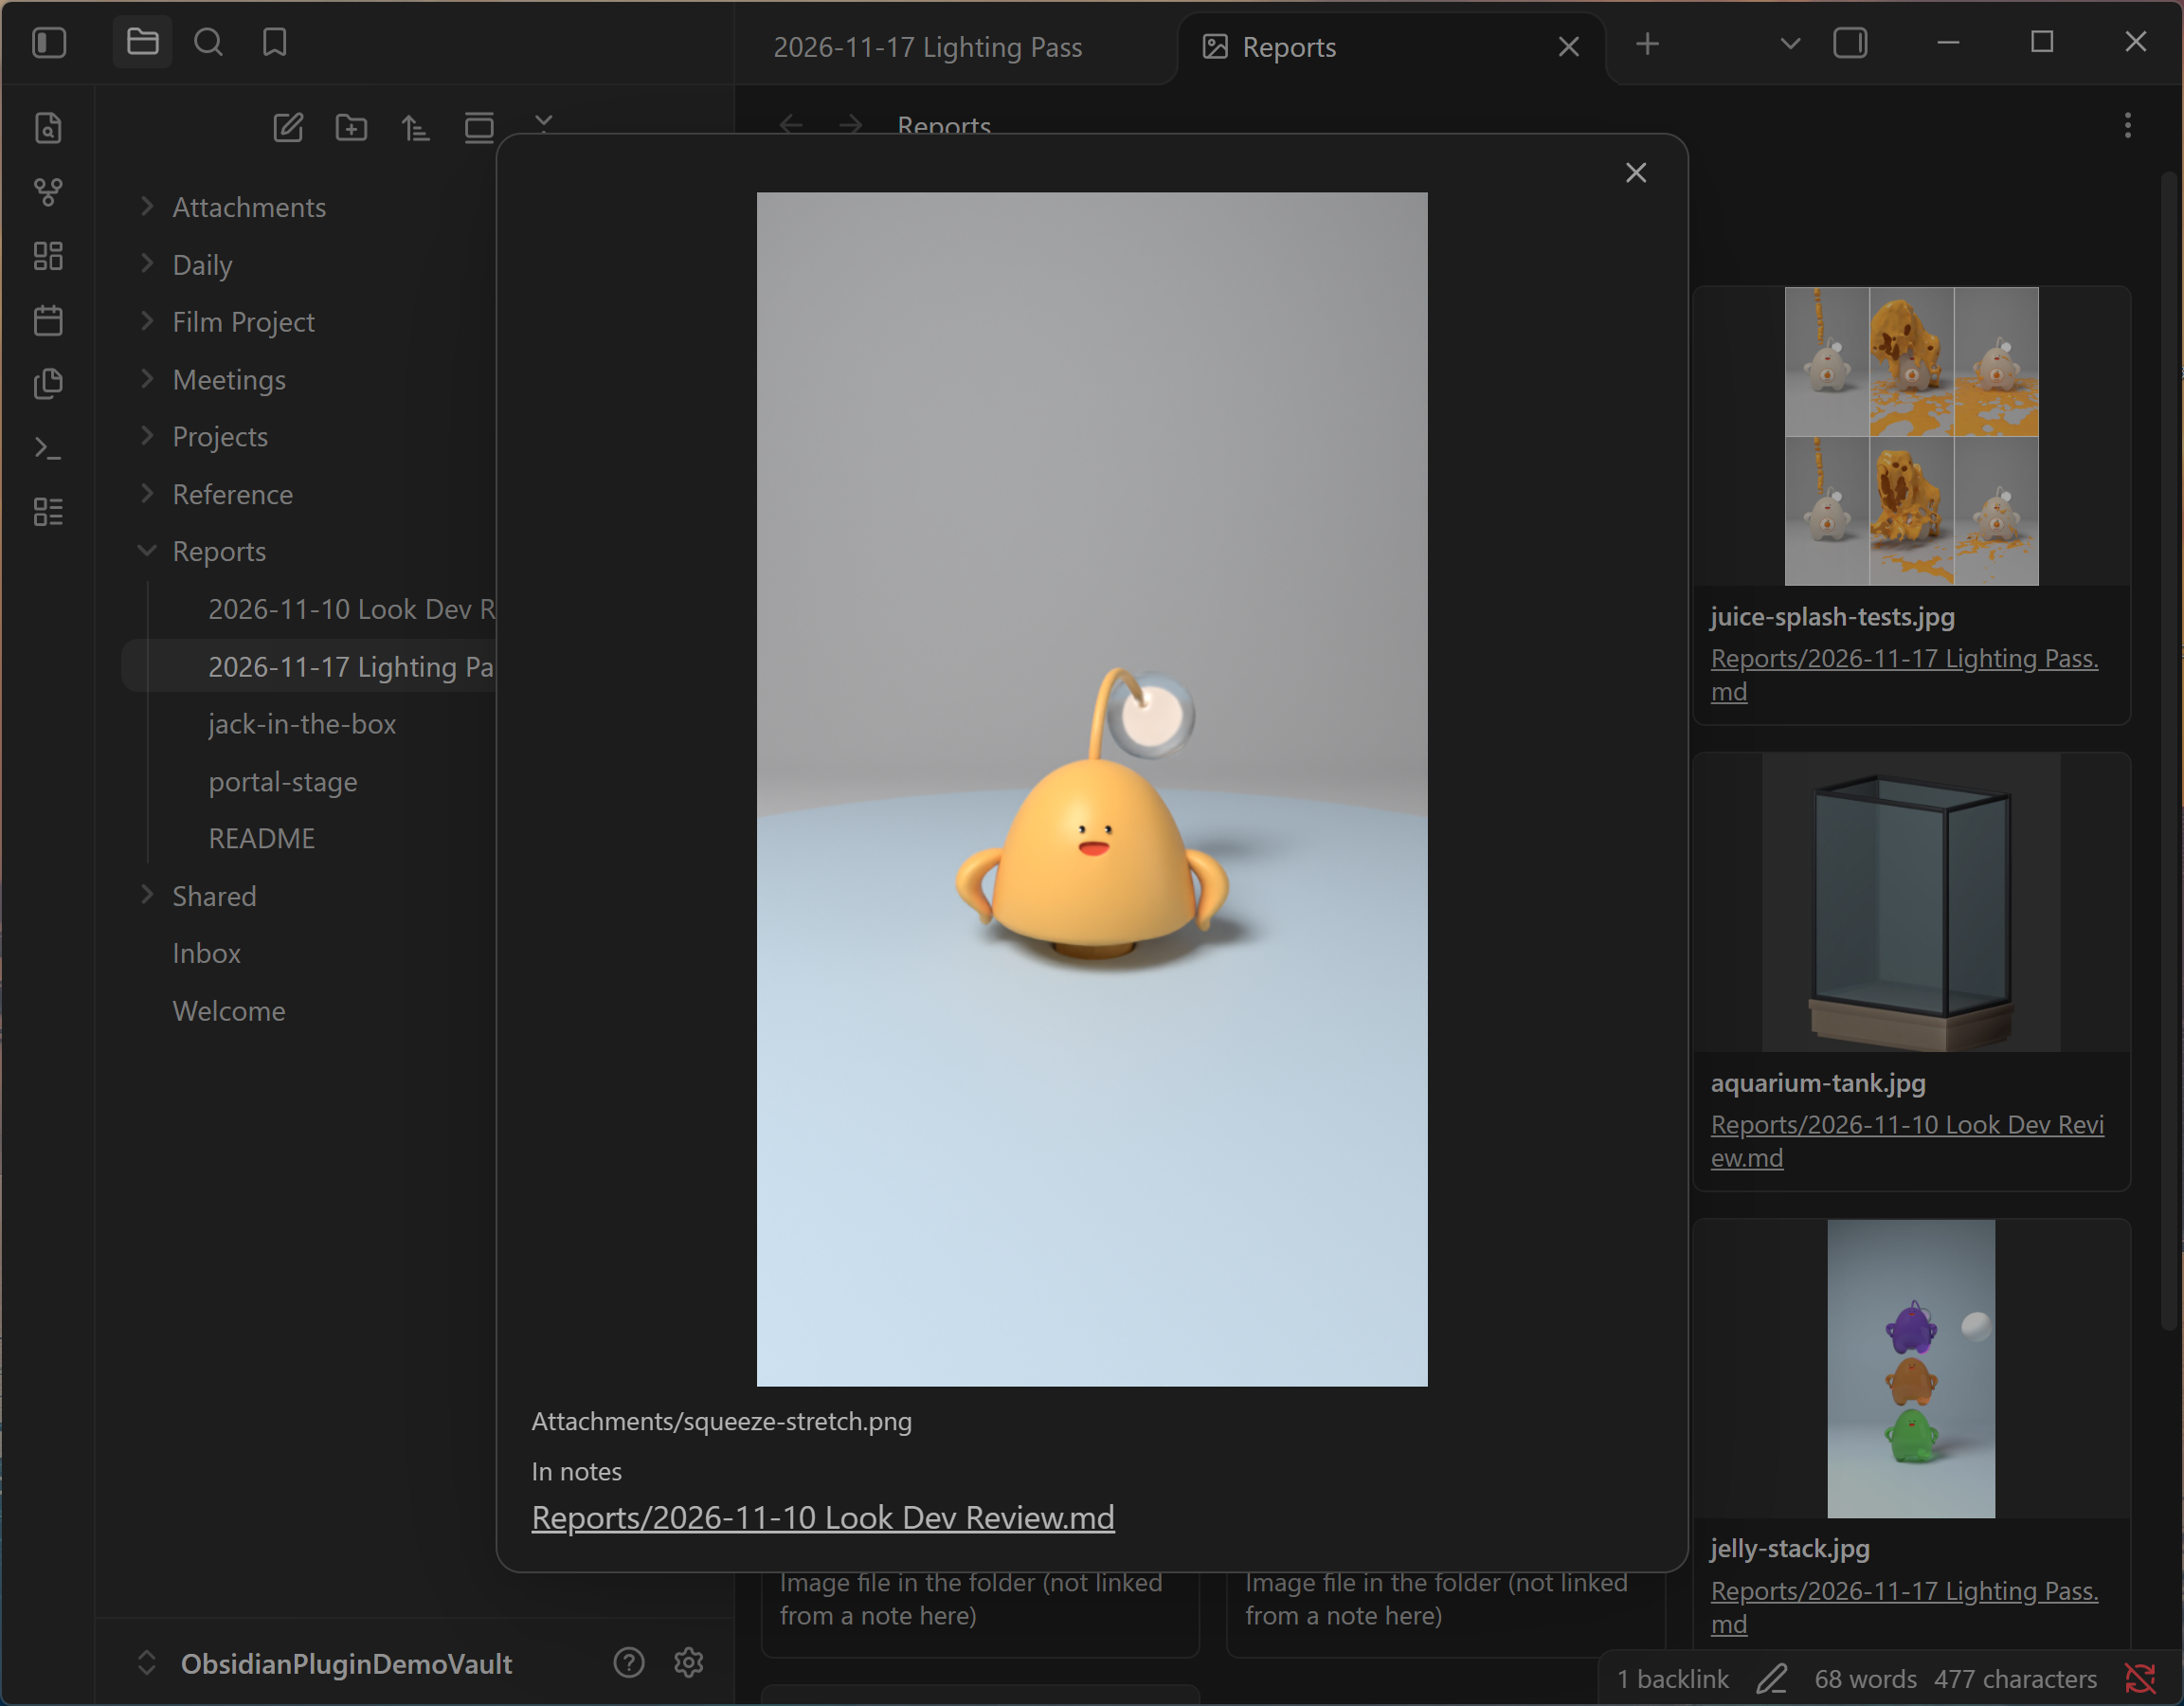 2026-11-17 Lighting Pass
Reports
Reports
Attachments
Daily
Film Project
Meetings
Projects
Reference
Reports
2026-11-10 Look Dev R
2026-11-17 Lighting Pa
jack-in-the-box
portal-stage
README
Shared
Inbox
Welcome
ObsidianPluginDemoVault
Attachments/squeeze-stretch.png
In notes
Reports/2026-11-10 Look Dev Review.md
Image file in the folder (not linked
from a note here)
Image file in the folder (not linked
from a note here)
juice-splash-tests.jpg
Reports/2026-11-17 Lighting Pass.
md
aquarium-tank.jpg
Reports/2026-11-10 Look Dev Revi
ew.md
jelly-stack.jpg
Reports/2026-11-17 Lighting Pass.
md
1 backlink
68 words
477 characters